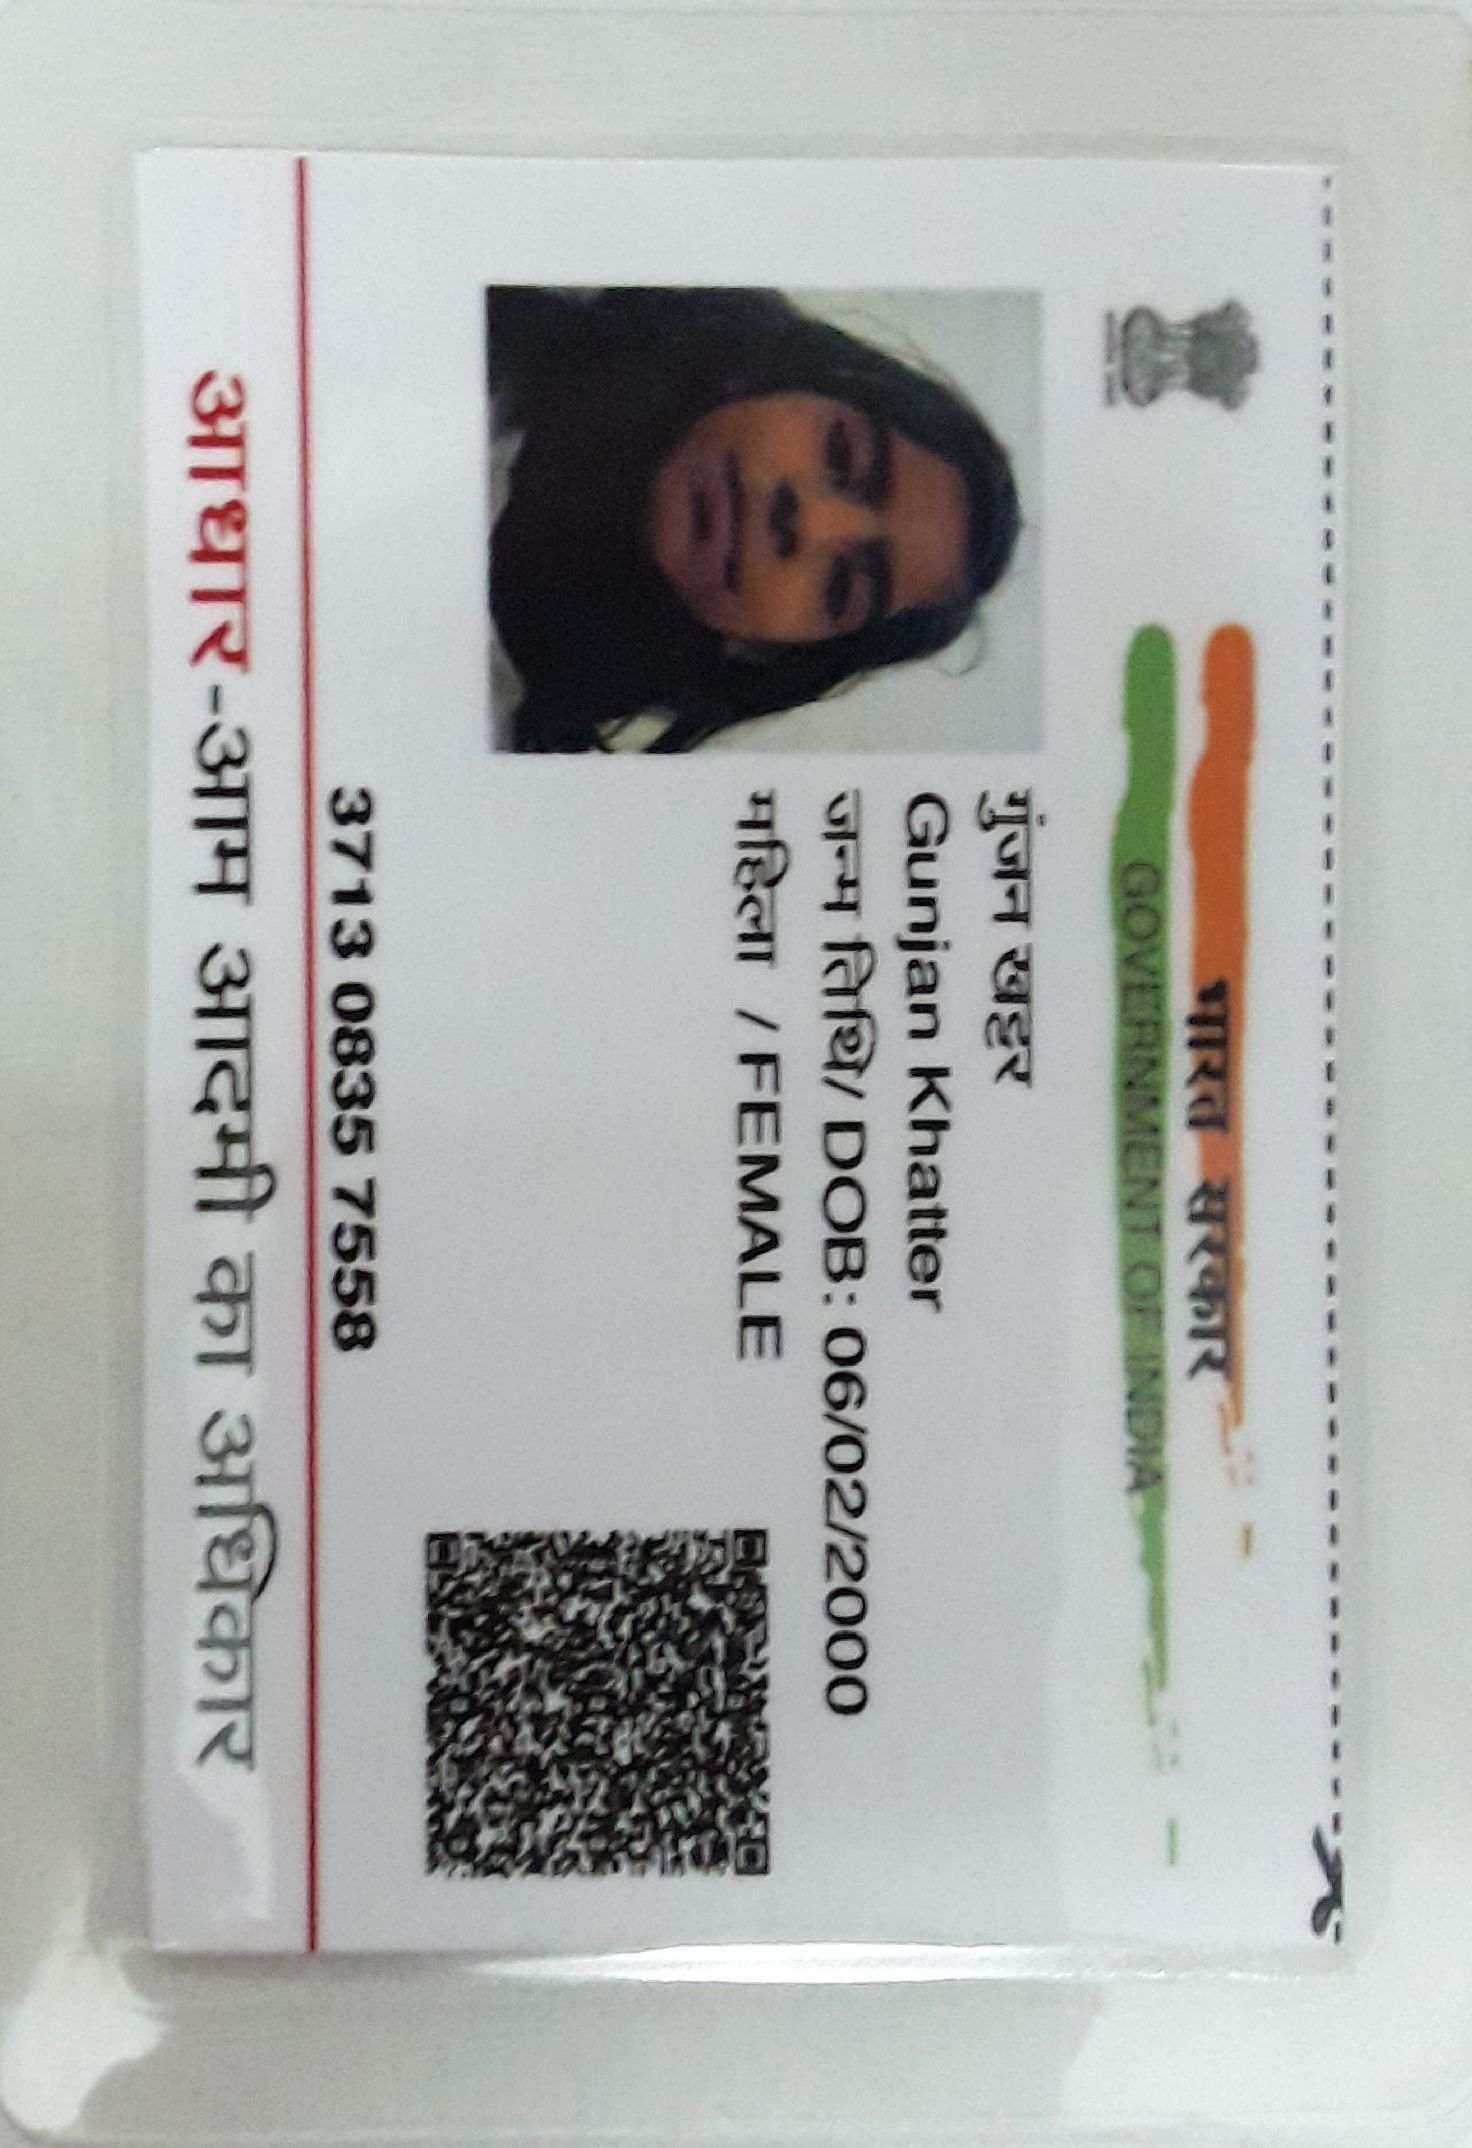 भारत सरकार
GOVERNMENT OF INDIA
गुंजन खट्टर
Gunjan Khatter
जन्म तिथि/ DOB: 06/02/2000
महिला / FEMALE
3713 0835 7558
आधार-आम आदमी का अधिकार